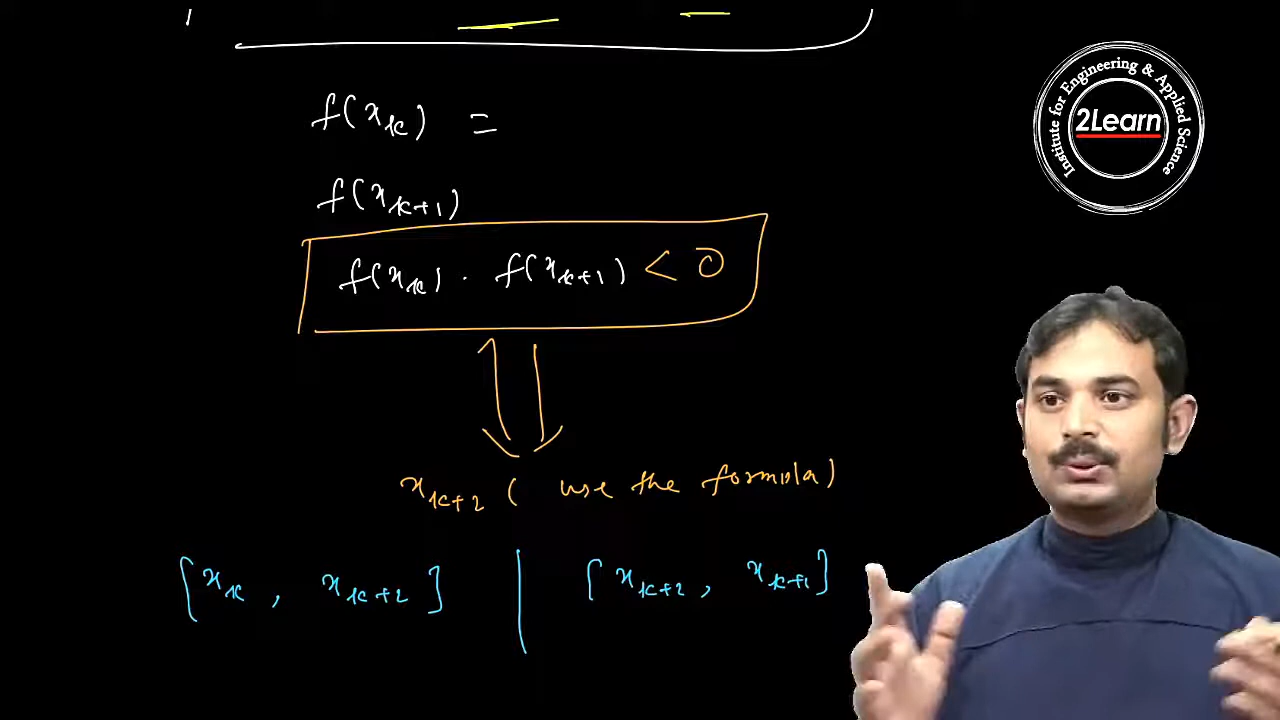 f(x_k) =
f(x_{k+1})
f(x_k) . f(x_{k+1}) < 0
x_{k+2} ( use the formula)
[x_k , x_{k+2}] | [x_{k+2}, x_{k+1}]
Institute for Engineering & Applied Science
2Learn